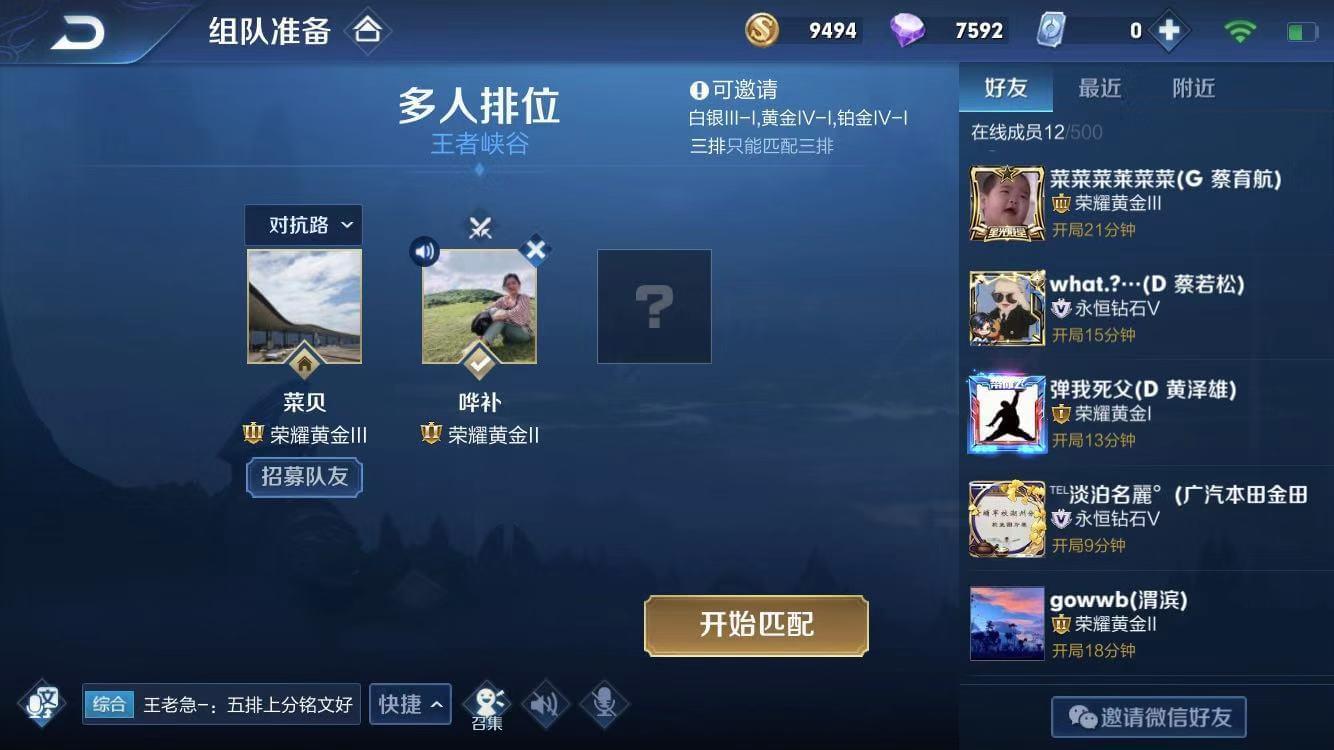 组队准备
9494
7592
0
多人排位
王者峡谷
可邀请
白银III-I,黄金IV-I,铂金IV-I
三排只能匹配三排
对抗路
?
菜贝
哗补
荣耀黄金III
荣耀黄金II
招募队友
开始匹配
综合
王老急-：五排上分铭文好
快捷
召集
好友
最近
附近
在线成员12/500
菜菜菜菜菜菜(G 蔡育航)
荣耀黄金III
开局21分钟
what.?…(D 蔡若松)
永恒钻石V
开局15分钟
弹我死父(D 黄泽雄)
荣耀黄金I
开局13分钟
TEL淡泊名麗° (广汽本田金田
永恒钻石V
开局9分钟
gowwb(渭滨)
荣耀黄金II
开局18分钟
邀请微信好友